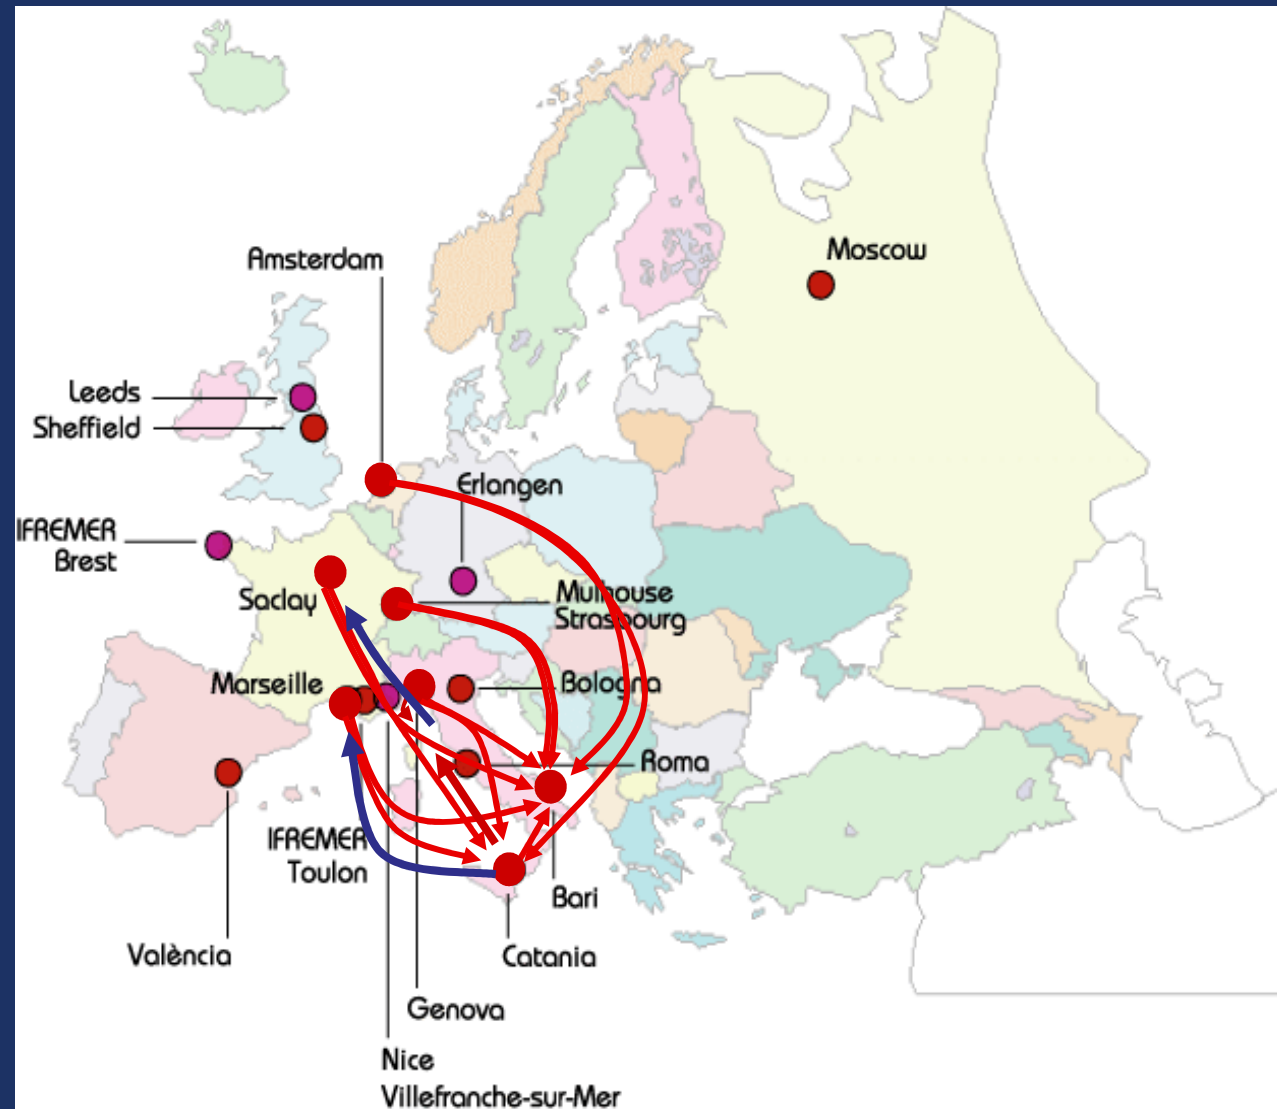 Moscow
Amsterdam
Leeds
Sheffield
Erlangen
IFREMER
Brest
Saclay
Mulhouse
Strasbourg
Marseille
Bologna
Roma
IFREMER
Toulon
Bari
València
Catania
Genova
Nice
Villefranche-sur-Mer